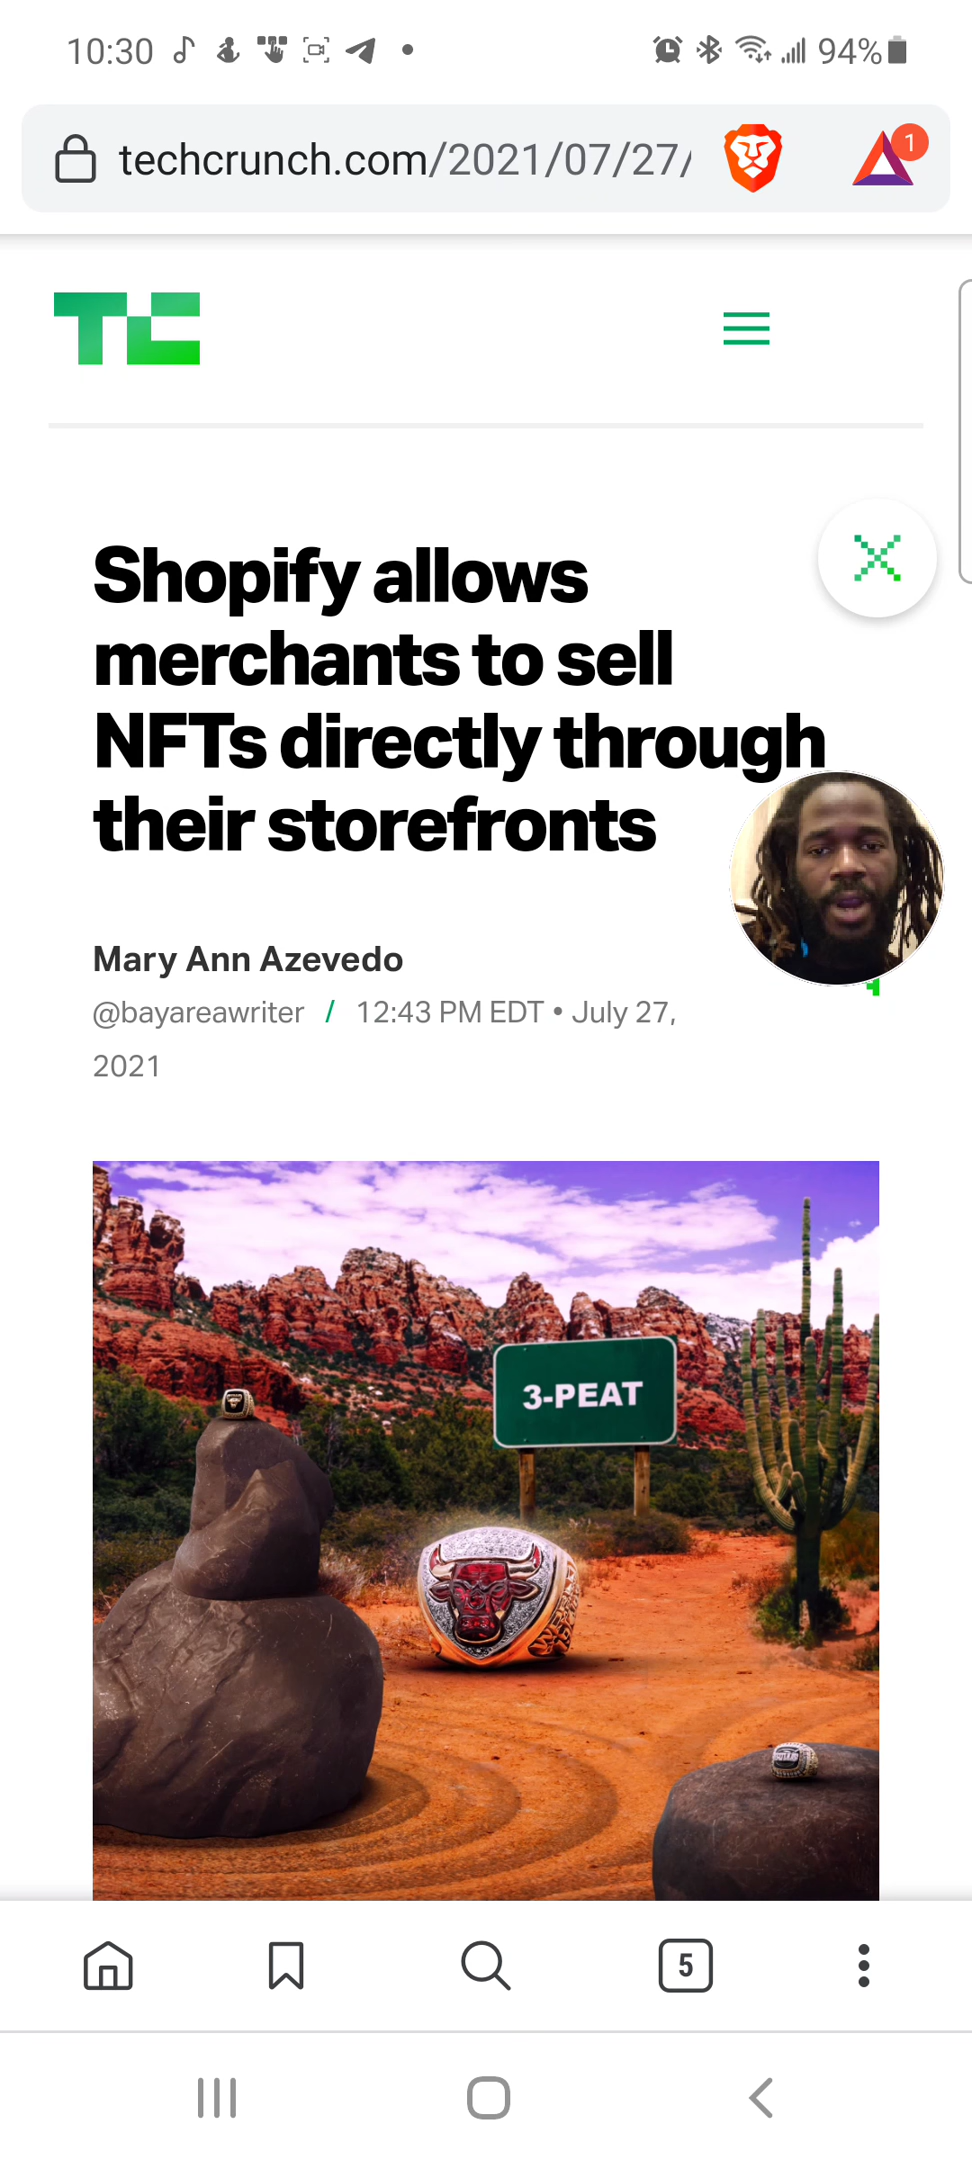 10:30 94%
techcrunch.com/2021/07/27/
1
TC
Shopify allows
merchants to sell
NFTs directly through
their storefronts
Mary Ann Azevedo
@bayareawriter / 12:43 PM EDT • July 27,
2021
3-PEAT
5